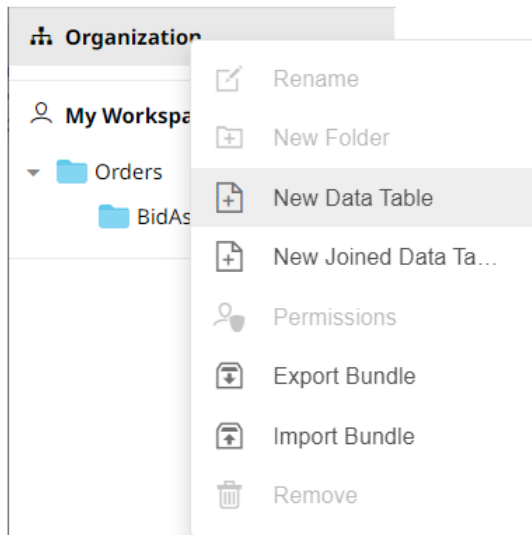 Organization
My Workspa
Orders
BidAs
Rename
New Folder
New Data Table
New Joined Data Ta...
Permissions
Export Bundle
Import Bundle
Remove